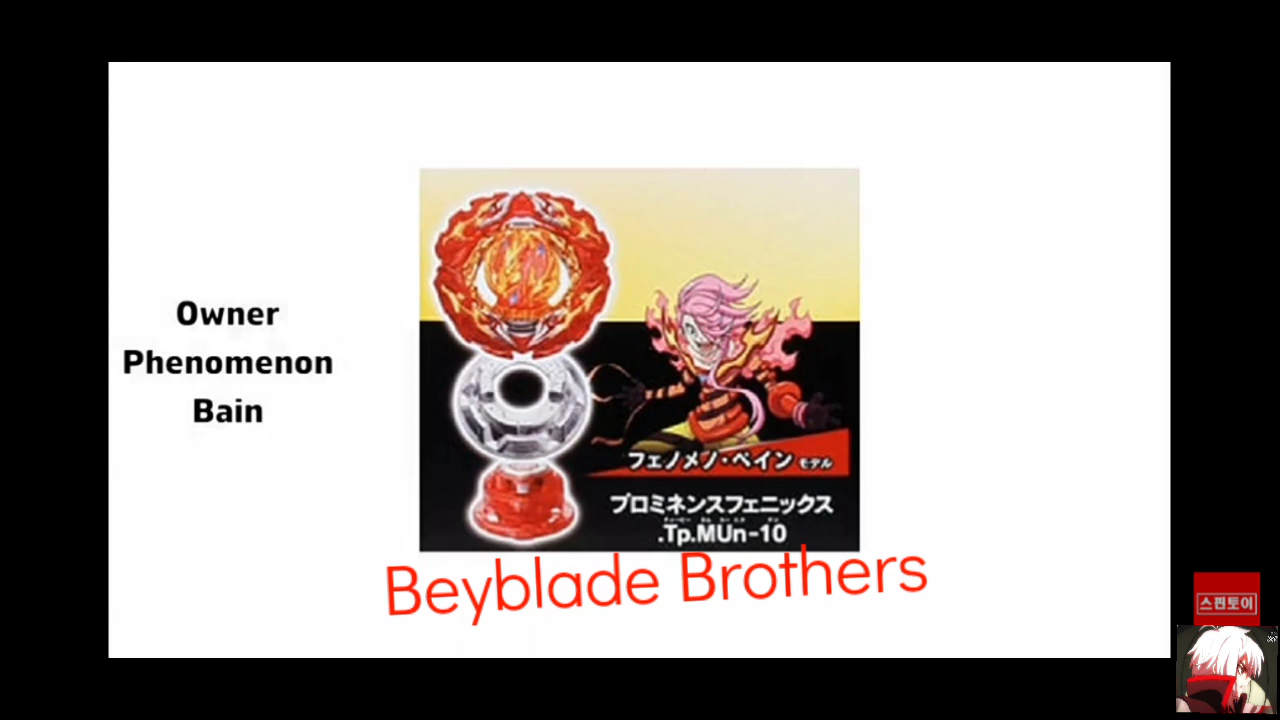 Owner
Phenomenon
Bain
フェノメノ・ペイン モデル
プロミネンスフェニックス
.Tp.MUn-10
Beyblade Brothers
스핀토이